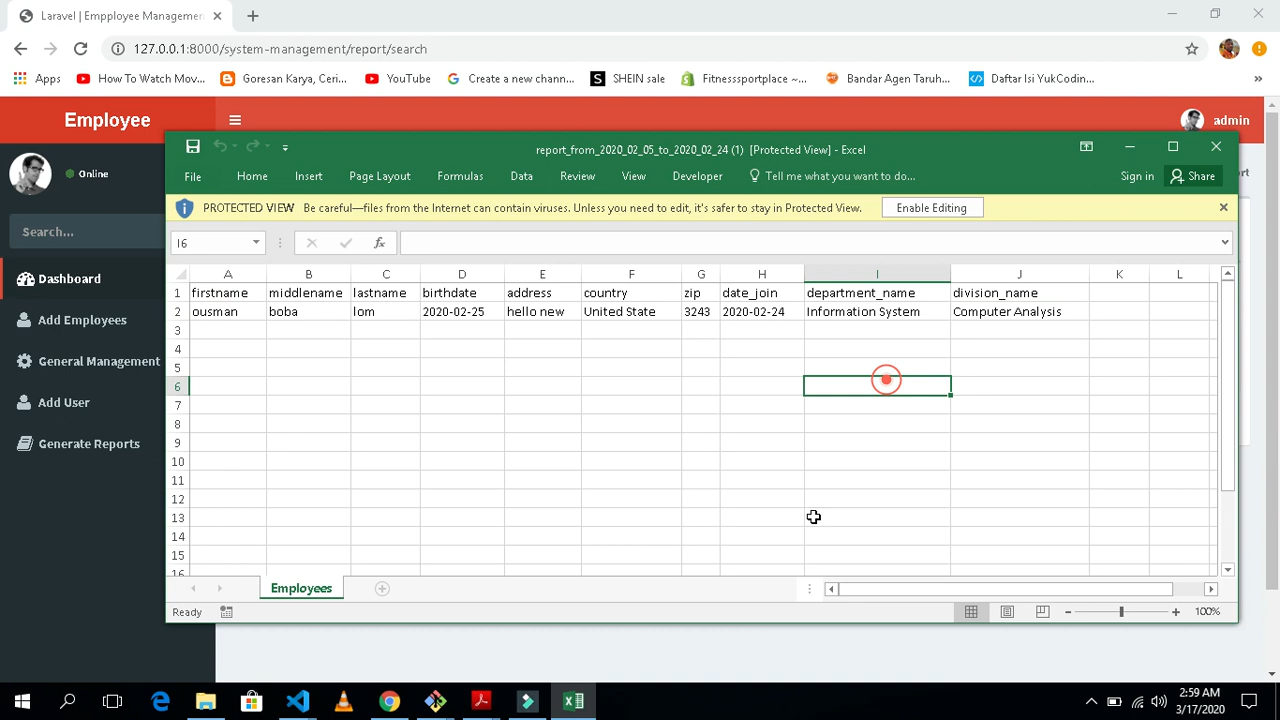 Laravel | Empployee Managemen
127.0.0.1:8000/system-management/report/search
Apps How To Watch Mov... Goresan Karya, Ceri... YouTube Create a new chann... SHEIN sale Fitnesssportplace ~... Bandar Agen Taruh... Daftar Isi YukCodin...
Employee
admin
Online
Search...
Dashboard
Add Employees
General Management
Add User
Generate Reports
report_from_2020_02_05_to_2020_02_24 (1) [Protected View] - Excel
File Home Insert Page Layout Formulas Data Review View Developer Tell me what you want to do... Sign in Share
PROTECTED VIEW Be careful—files from the Internet can contain viruses. Unless you need to edit, it's safer to stay in Protected View. Enable Editing
I6 fx
A B C D E F G H I J K L
1 firstname middlename lastname birthdate address country zip date_join department_name division_name
2 ousman boba lom 2020-02-25 hello new United State 3243 2020-02-24 Information System Computer Analysis
3
4
5
6
7
8
9
10
11
12
13
14
15
16
Employees
Ready 100%
2:59 AM
3/17/2020